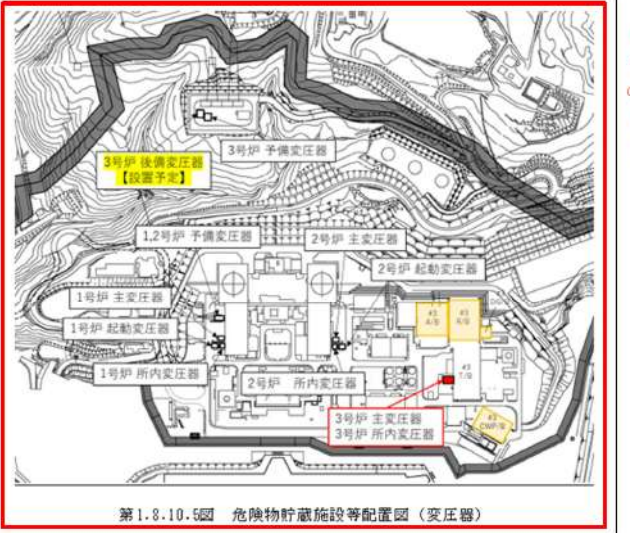 3号炉 予備変圧器
3号炉 後備変圧器
【設置予定】
1,2号炉 予備変圧器
2号炉 主変圧器
2号炉 起動変圧器
1号炉 主変圧器
1号炉 起動変圧器
1号炉 所内変圧器
2号炉 所内変圧器
#3
A/B
#3
#3
T/B
#3
CWP/B
3号炉 主変圧器
3号炉 所内変圧器
第1.8.10.5図 危険物貯蔵施設等配置図（変圧器）